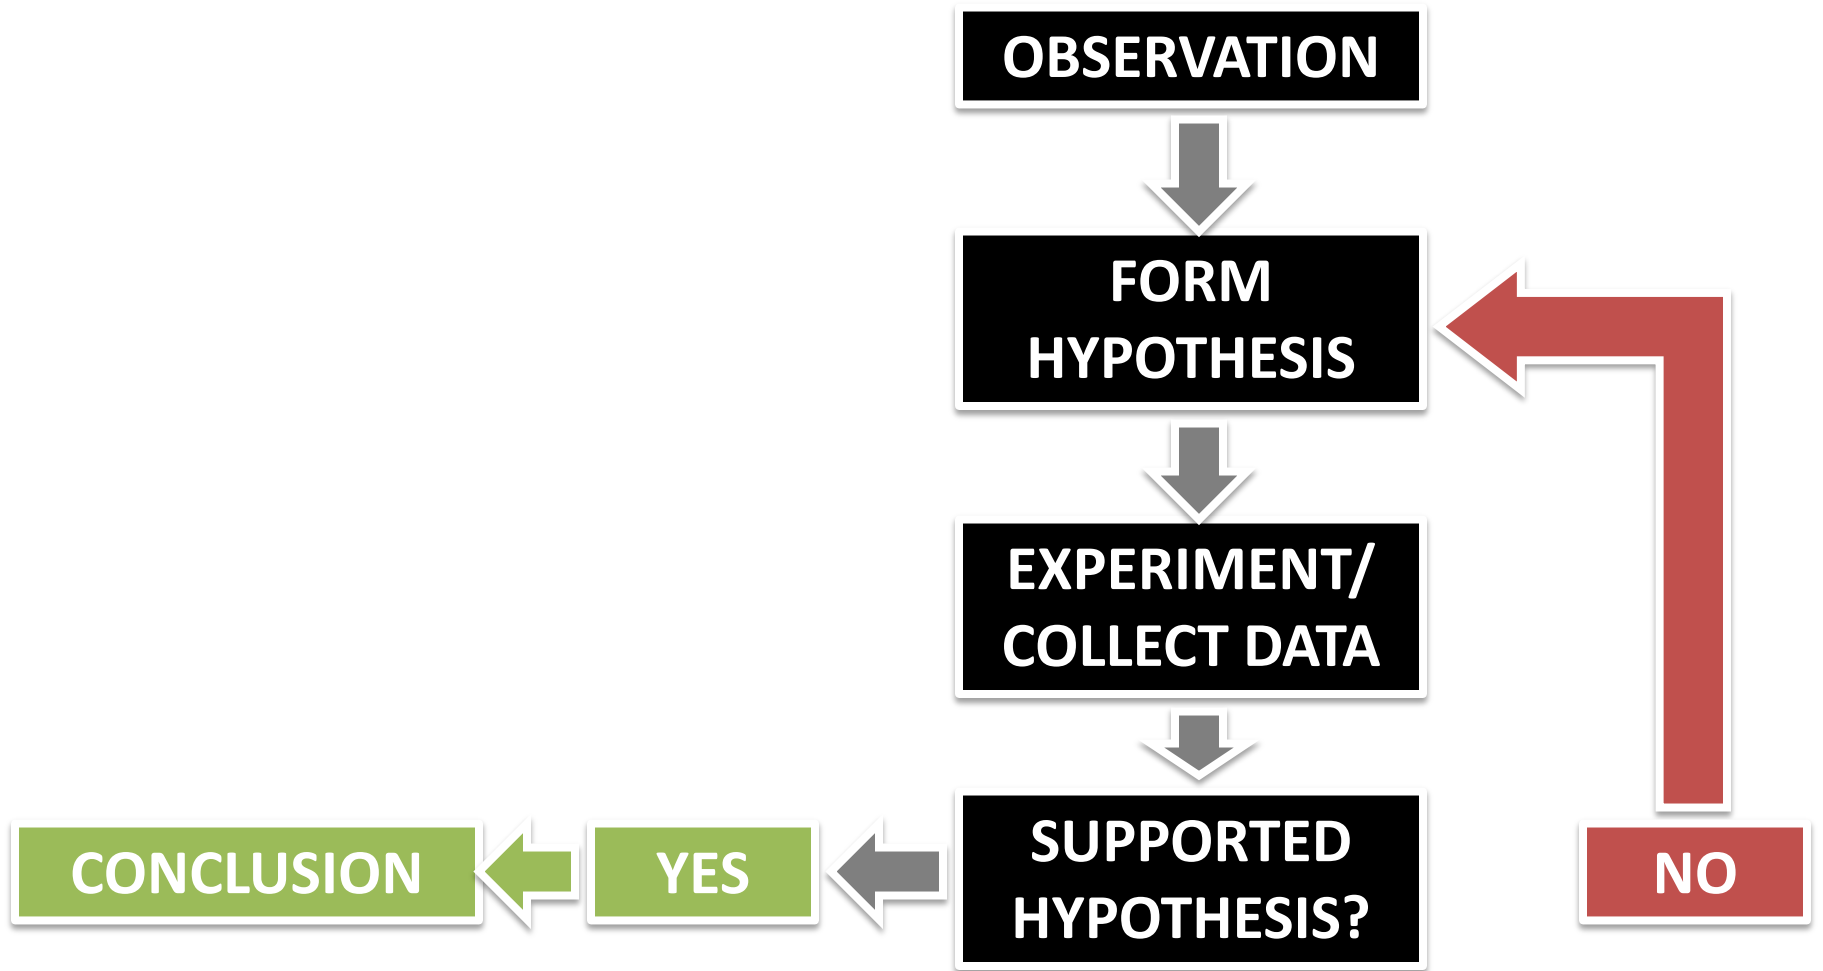 OBSERVATION
FORM
HYPOTHESIS
EXPERIMENT/
COLLECT DATA
SUPPORTED
HYPOTHESIS?
YES
CONCLUSION
NO